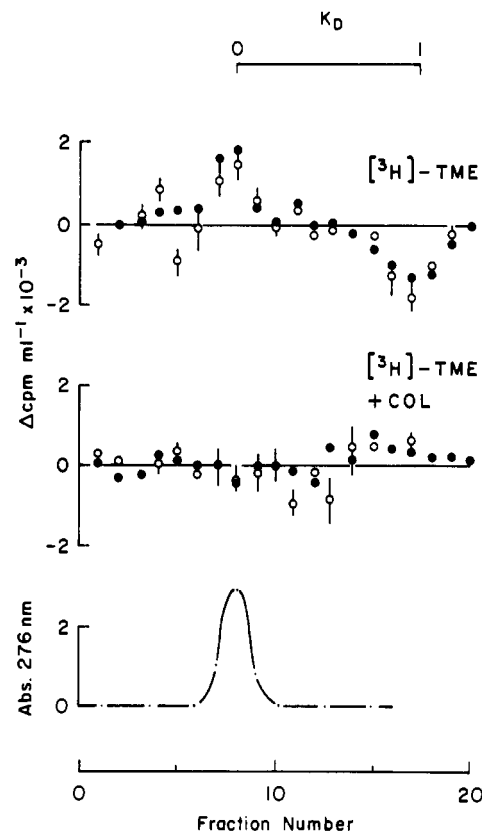 K_D
0 1
2
[³H]-TME
0
-2
Δcpm ml⁻¹ x 10⁻³
2
[³H]-TME
+ COL
0
-2
Abs. 276 nm
2
0
0 10 20
Fraction Number